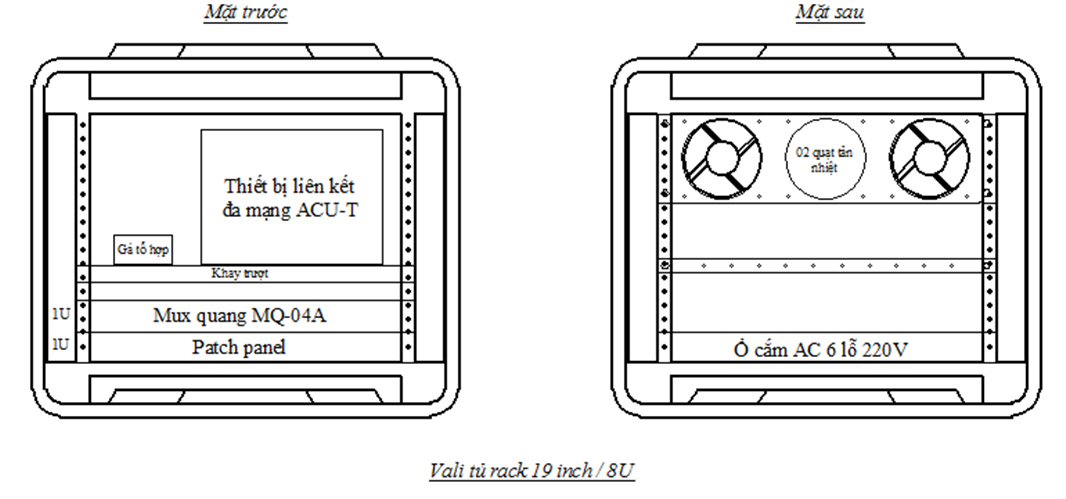 Mặt trước
Mặt sau
Thiết bị liên kết
đa mạng ACU-T
Gá tổ hợp
Khay trượt
1U
Mux quang MQ-04A
1U
Patch panel
02 quạt tản
nhiệt
Ổ cắm AC 6 lỗ 220V
Vali tủ rack 19 inch / 8U